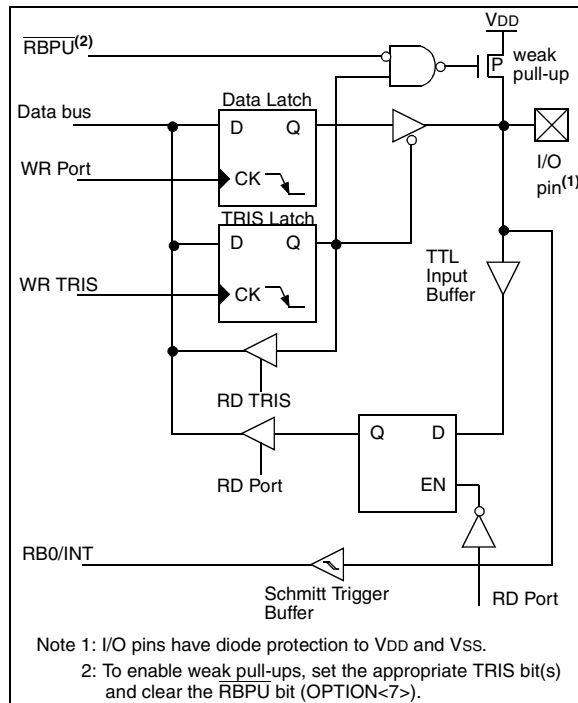 VDD
RBPU(2)
P
weak
pull-up
Data Latch
Data bus
D
Q
WR Port
CK
I/O
pin(1)
TRIS Latch
D
Q
TTL
Input
Buffer
WR TRIS
CK
RD TRIS
Q
D
RD Port
EN
RB0/INT
Schmitt Trigger
Buffer
RD Port
Note 1: I/O pins have diode protection to VDD and VSS.
2: To enable weak pull-ups, set the appropriate TRIS bit(s)
and clear the RBPU bit (OPTION<7>).